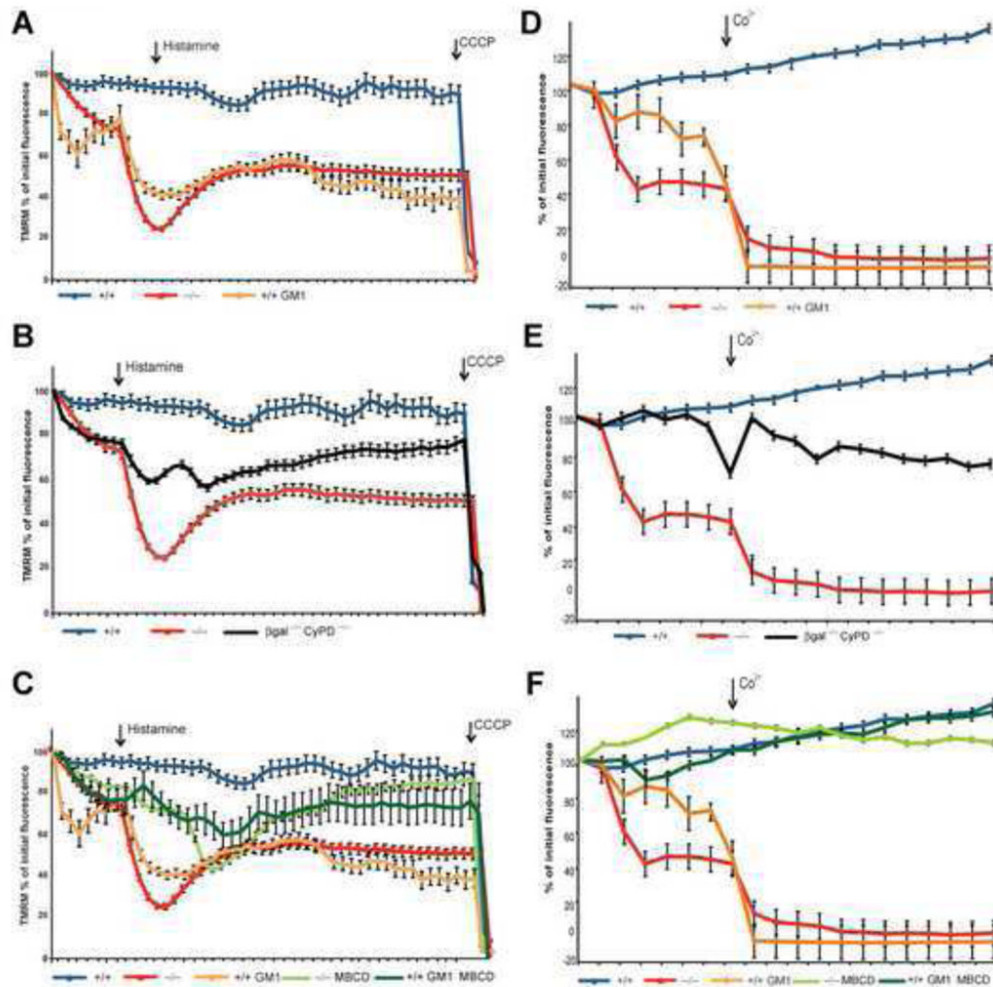 A
Histamine
CCCP
TMRM % of initial fluorescence
100
80
60
40
20
0
+/+ -/- +/+ GM1
D
Co²⁺
% of initial fluorescence
120
100
80
60
40
20
0
-20
+/+ -/- +/+ GM1
B
Histamine
CCCP
TMRM % of initial fluorescence
100
80
60
40
20
0
+/+ -/- βgal⁻/⁻ CyPD⁻/⁻
E
Co²⁺
% of initial fluorescence
120
100
80
60
40
20
0
-20
+/+ -/- βgal⁻/⁻ CyPD⁻/⁻
C
Histamine
CCCP
TMRM % of initial fluorescence
100
80
60
40
20
0
+/+ -/- +/+ GM1 -/- MBCD +/+ GM1 MBCD
F
Co²⁺
% of initial fluorescence
120
100
80
60
40
20
0
-20
+/+ -/- +/+ GM1 -/- MBCD +/+ GM1 MBCD